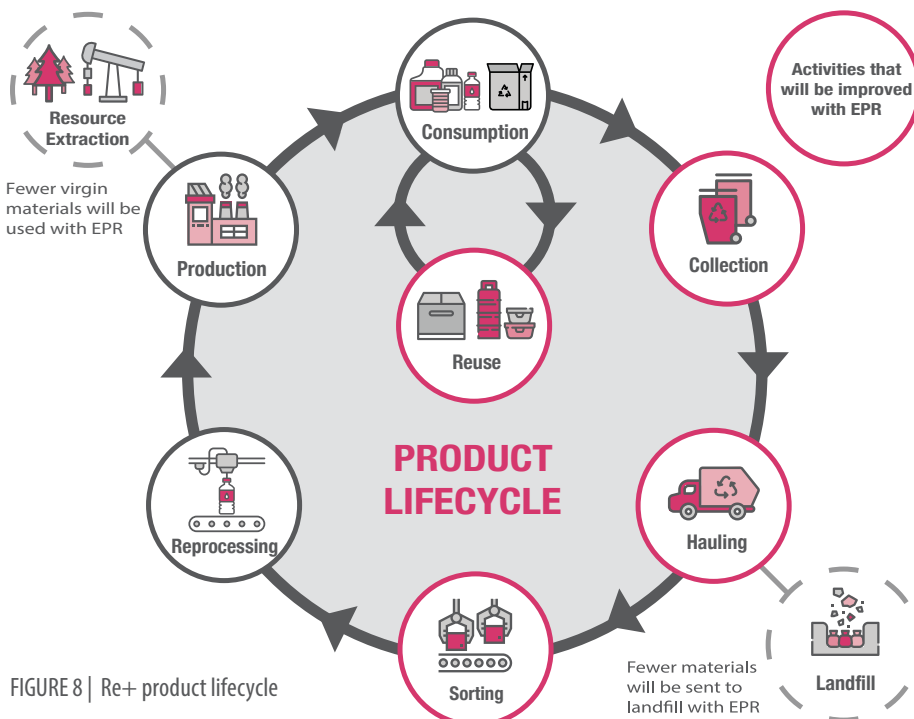 Resource
Extraction
Fewer virgin
materials will be
used with EPR
Production
Consumption
Activities that
will be improved
with EPR
Collection
Reuse
PRODUCT
LIFECYCLE
Reprocessing
Hauling
Sorting
Fewer materials
will be sent to
landfill with EPR
Landfill
FIGURE 8 | Re+ product lifecycle